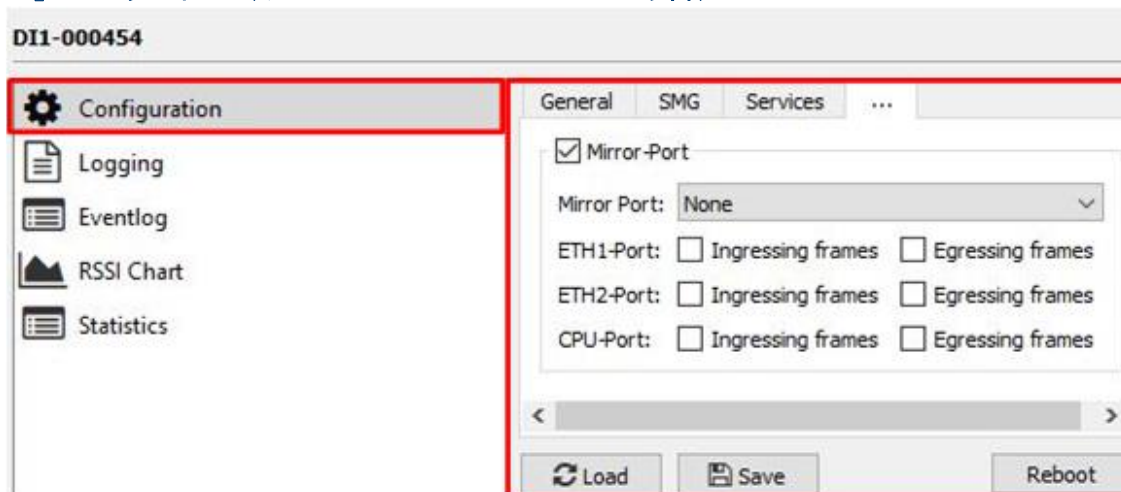 DI1-000454
Configuration
Logging
Eventlog
RSSI Chart
Statistics
General SMG Services ...
Mirror-Port
Mirror Port: None
ETH1-Port: Ingressing frames Egressing frames
ETH2-Port: Ingressing frames Egressing frames
CPU-Port: Ingressing frames Egressing frames
Load Save Reboot